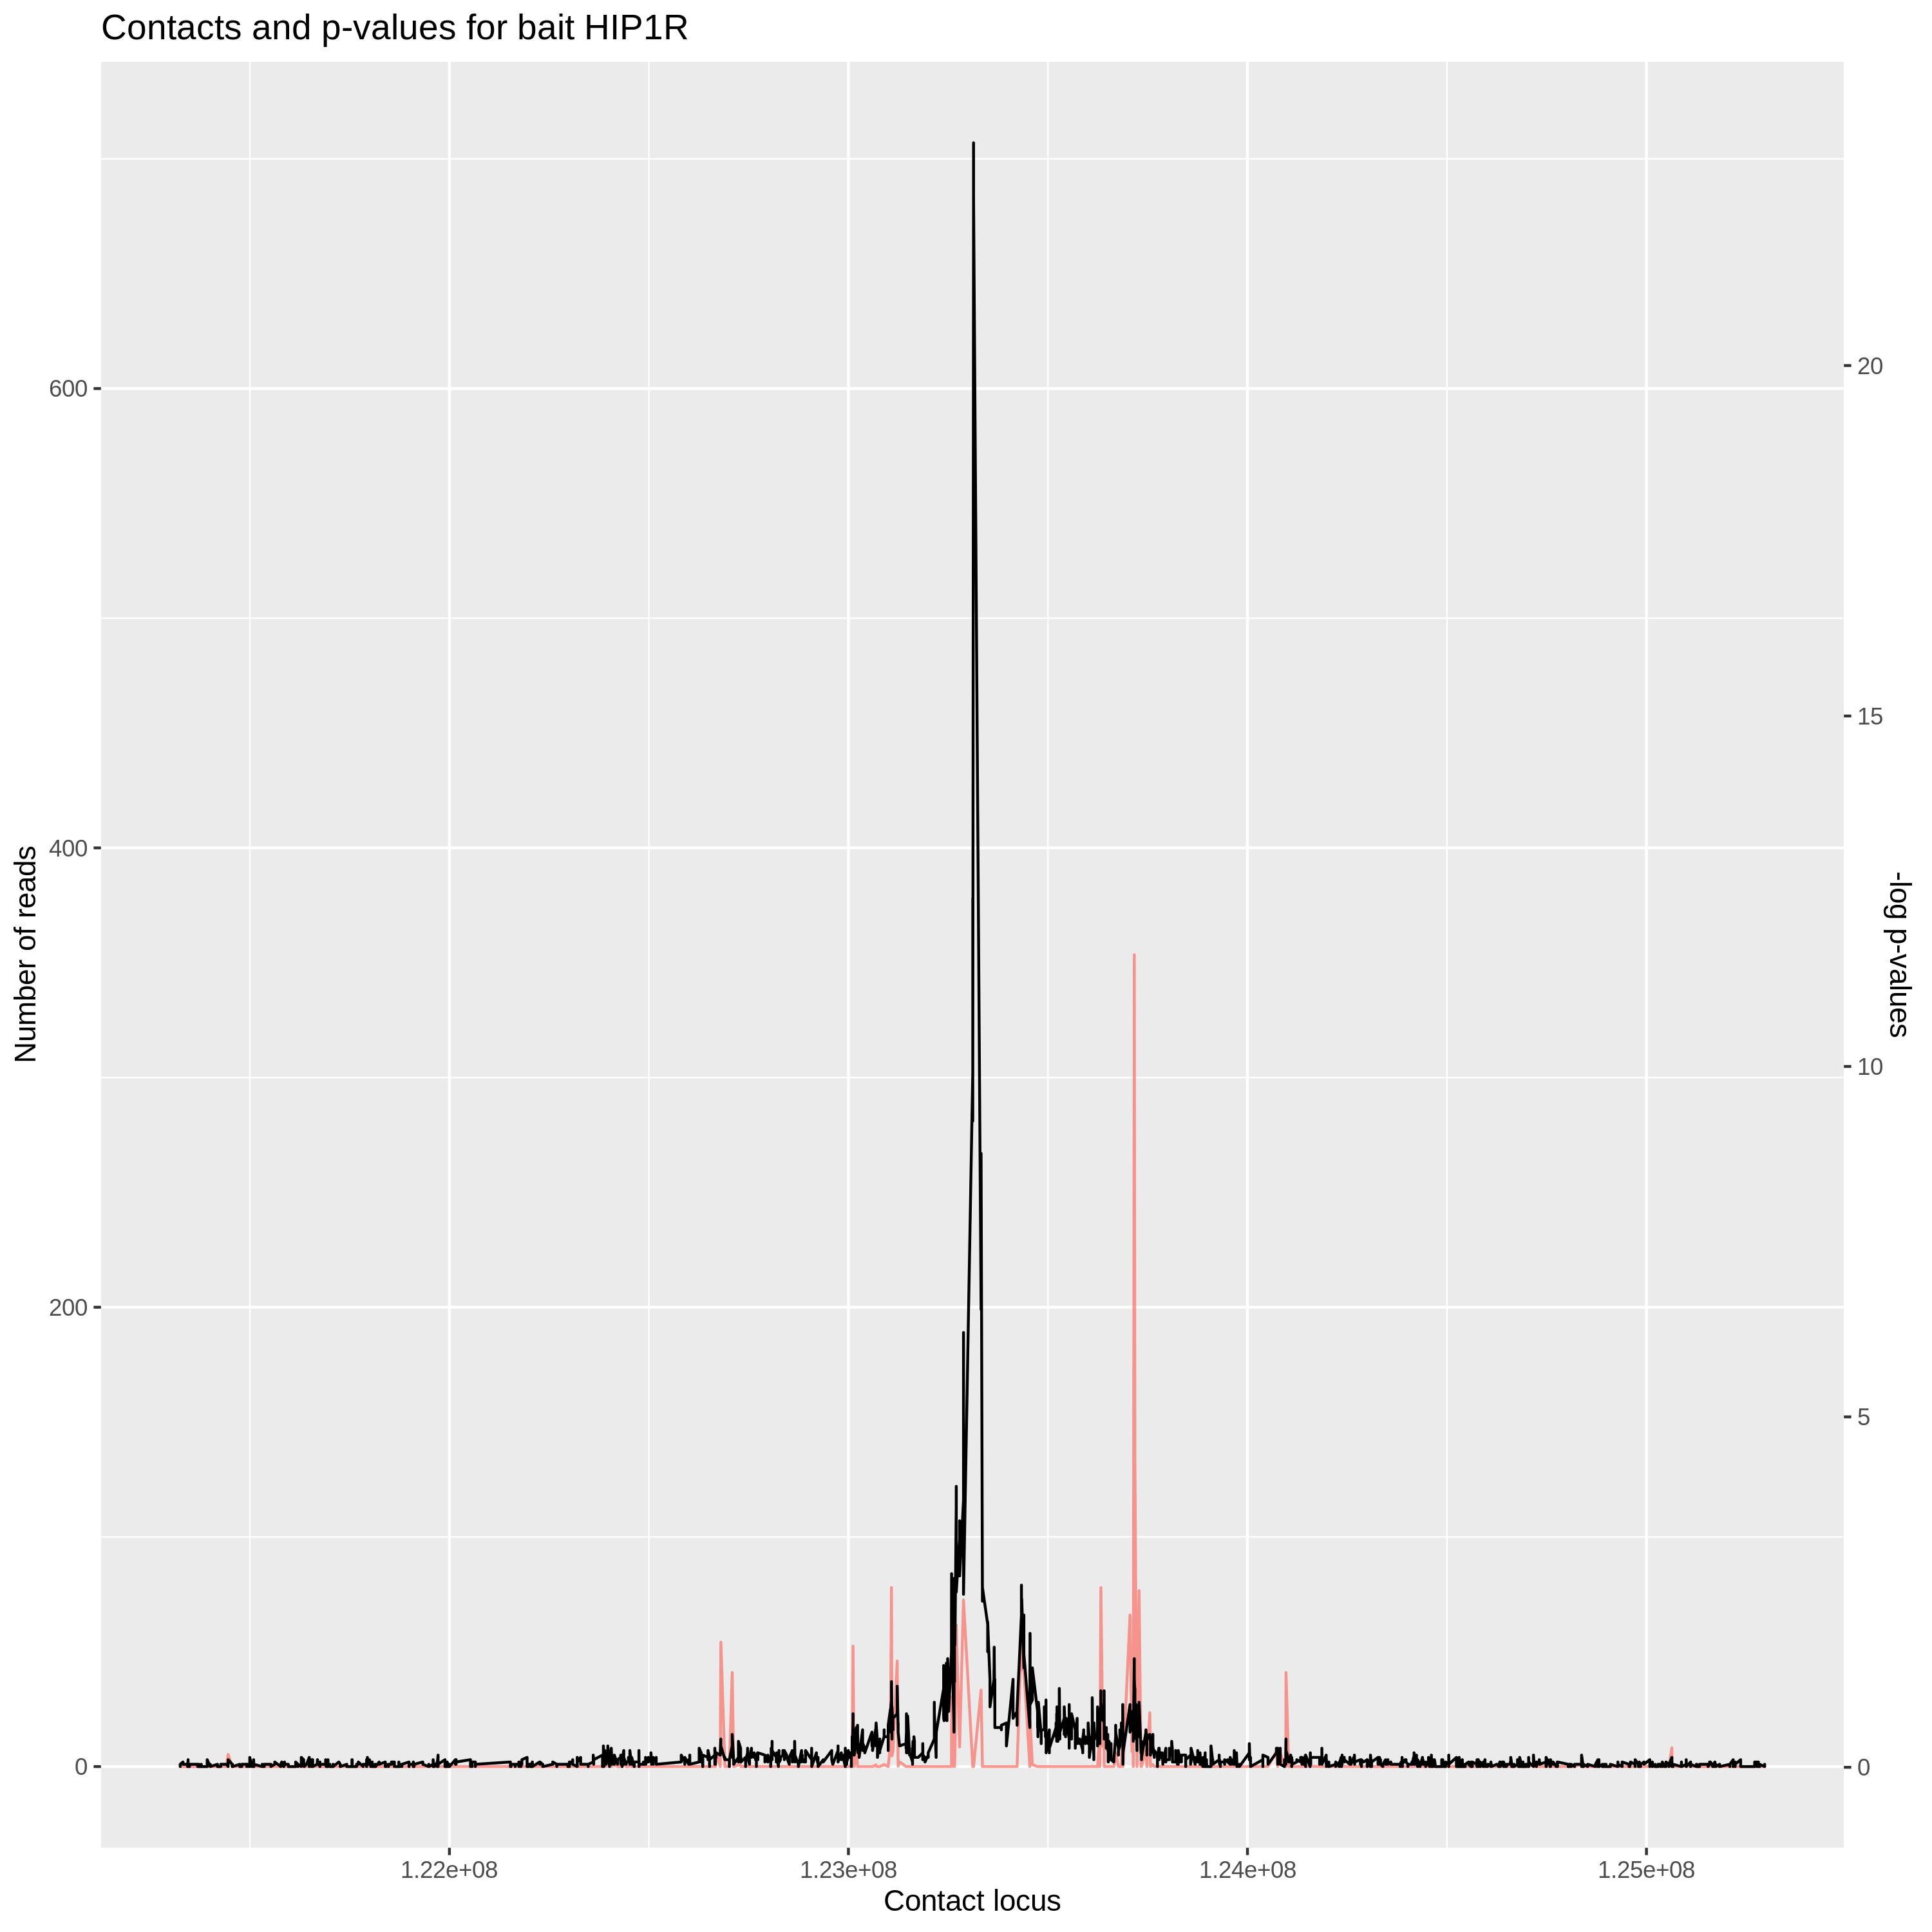 Contacts and p-values for bait HIP1R
Number of reads
600
400
200
0
20
15
10
5
0
-log p-values
1.22e+08
1.23e+08
1.24e+08
1.25e+08
Contact locus